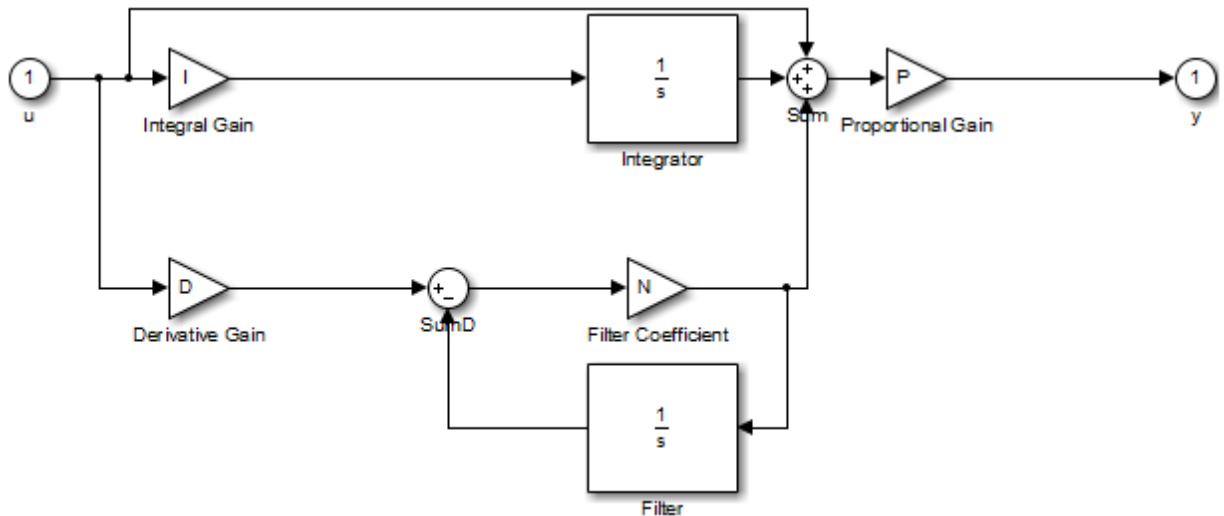 1
u
I
Integral Gain
1
s
Integrator
+
+
+
Sum
P
Proportional Gain
1
y
D
Derivative Gain
+
−
SumD
N
Filter Coefficient
1
s
Filter